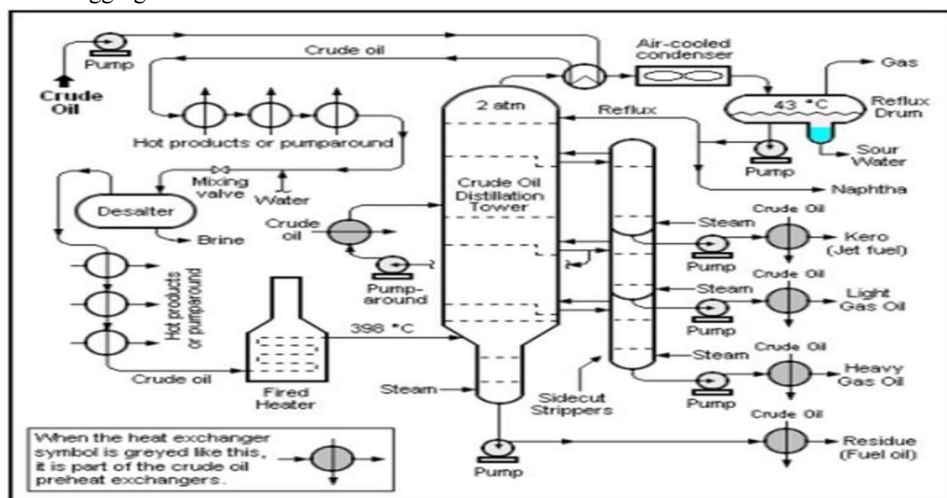 Crude oil
Air-cooled
condenser
Gas
Pump
Crude
Oil
2 atm
43 °C
Reflux
Drum
Reflux
Hot products or pumparound
Pump
Sour
Water
Mixing
valve
Water
Crude Oil
Distillation
Tower
Naphtha
Desalter
Crude
oil
Steam
Crude Oil
Kero
(Jet fuel)
Brine
Pump
Pump-
around
Steam
Crude Oil
Light
Gas Oil
Hot products
or pumparound
Pump
398 °C
Steam
Crude Oil
Heavy
Gas Oil
Crude oil
Fired
Heater
Steam
Sidecut
Strippers
Pump
Crude Oil
When the heat exchanger
symbol is greyed like this,
it is part of the crude oil
preheat exchangers.
Pump
Residue
(Fuel oil)